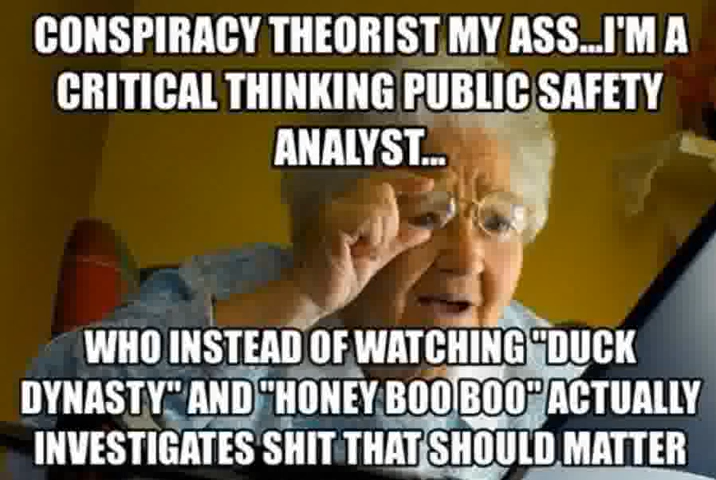 CONSPIRACY THEORIST MY ASS...I'M A
CRITICAL THINKING PUBLIC SAFETY
ANALYST...
WHO INSTEAD OF WATCHING "DUCK
DYNASTY" AND "HONEY BOO BOO" ACTUALLY
INVESTIGATES SHIT THAT SHOULD MATTER